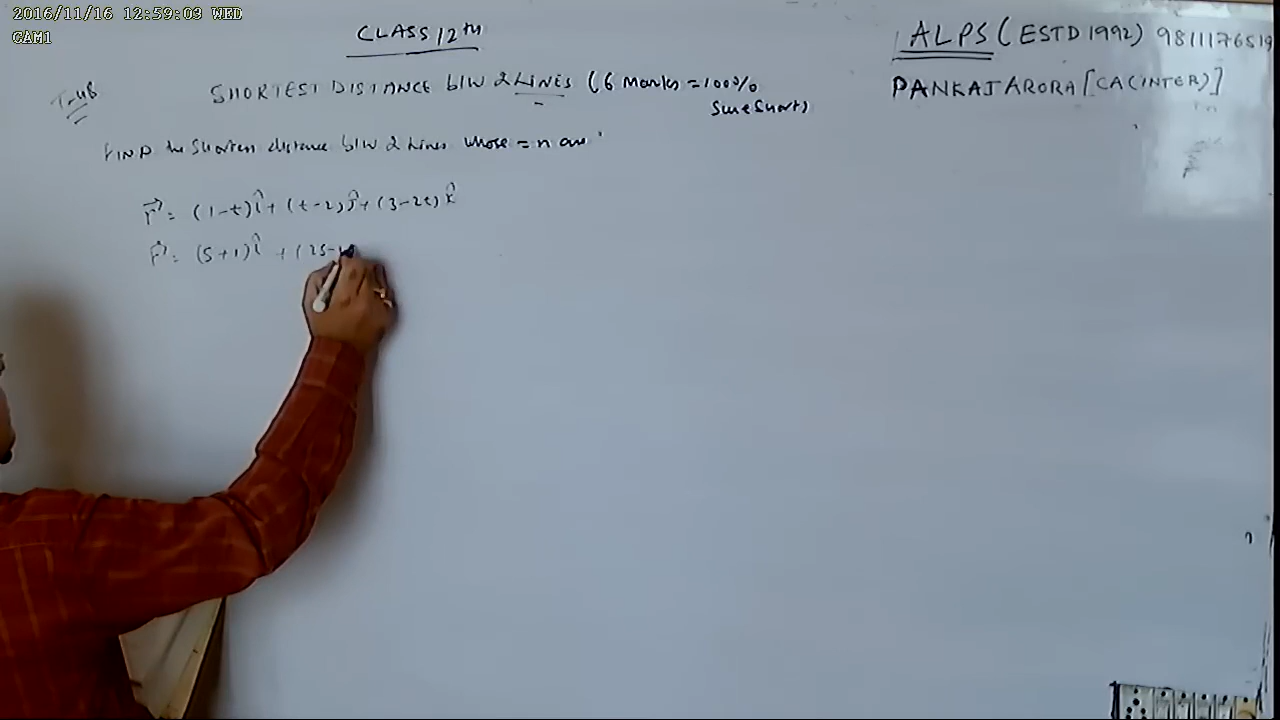 2016/11/16 12:59:03 WED
CAM1
CLASS 12th
ALPS (ESTD 1992) 9811176519
PANKAJ ARORA [CA (INTER)]
SHORTEST DISTANCE b/w 2 LINES (6 Marks = 100%
Sure Short)
FIND the Shortest distance b/w 2 lines whose = n are
r⃗ = (1-t)î + (t-2)ĵ + (3-2t)k̂
r⃗ = (s+1)î + (2s-